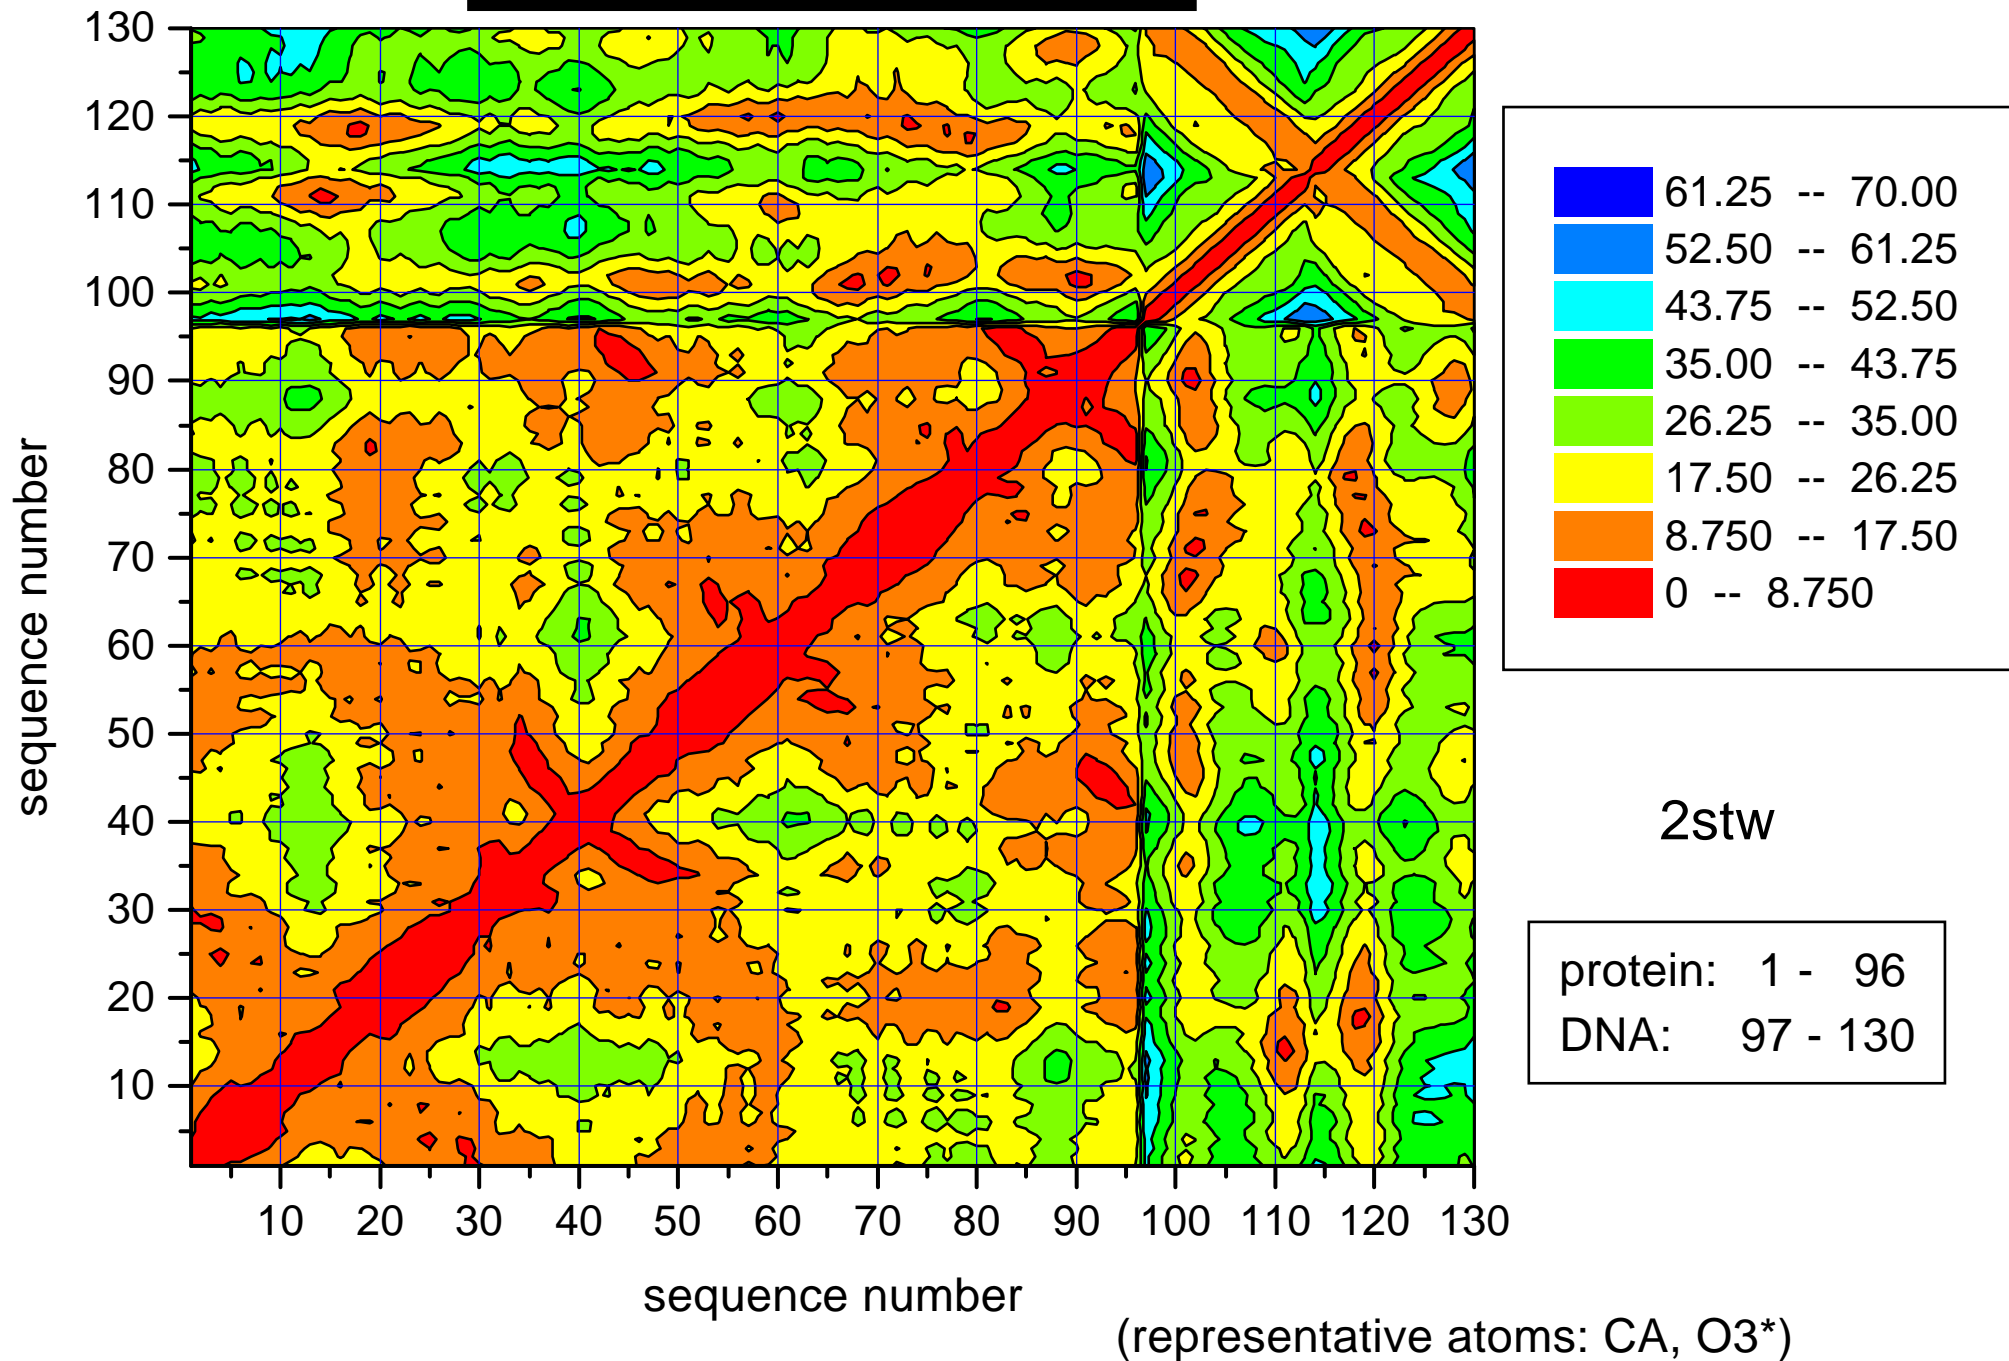 130
120
110
100
90
80
70
60
50
40
30
20
10
sequence number
10 20 30 40 50 60 70 80 90 100 110 120 130
sequence number
(representative atoms: CA, O3*)
61.25 -- 70.00
52.50 -- 61.25
43.75 -- 52.50
35.00 -- 43.75
26.25 -- 35.00
17.50 -- 26.25
8.750 -- 17.50
0 -- 8.750
2stw
protein: 1 - 96
DNA: 97 - 130